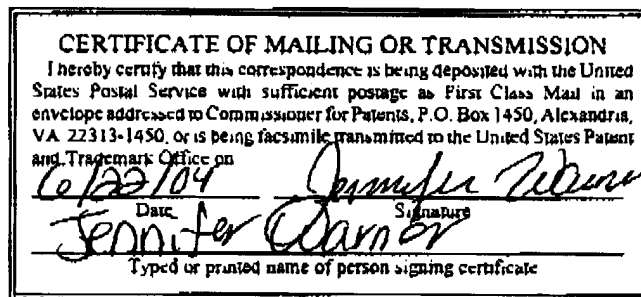 CERTIFICATE OF MAILING OR TRANSMISSION
I hereby certify that this correspondence is being deposited with the United
States Postal Service with sufficient postage as First Class Mail in an
envelope addressed to Commissioner for Patents, P.O. Box 1450, Alexandria,
VA 22313-1450, or is being facsimile transmitted to the United States Patent
and Trademark Office on
6/22/04 Jennifer Warner
Date Signature
Jennifer Warner
Typed or printed name of person signing certificate